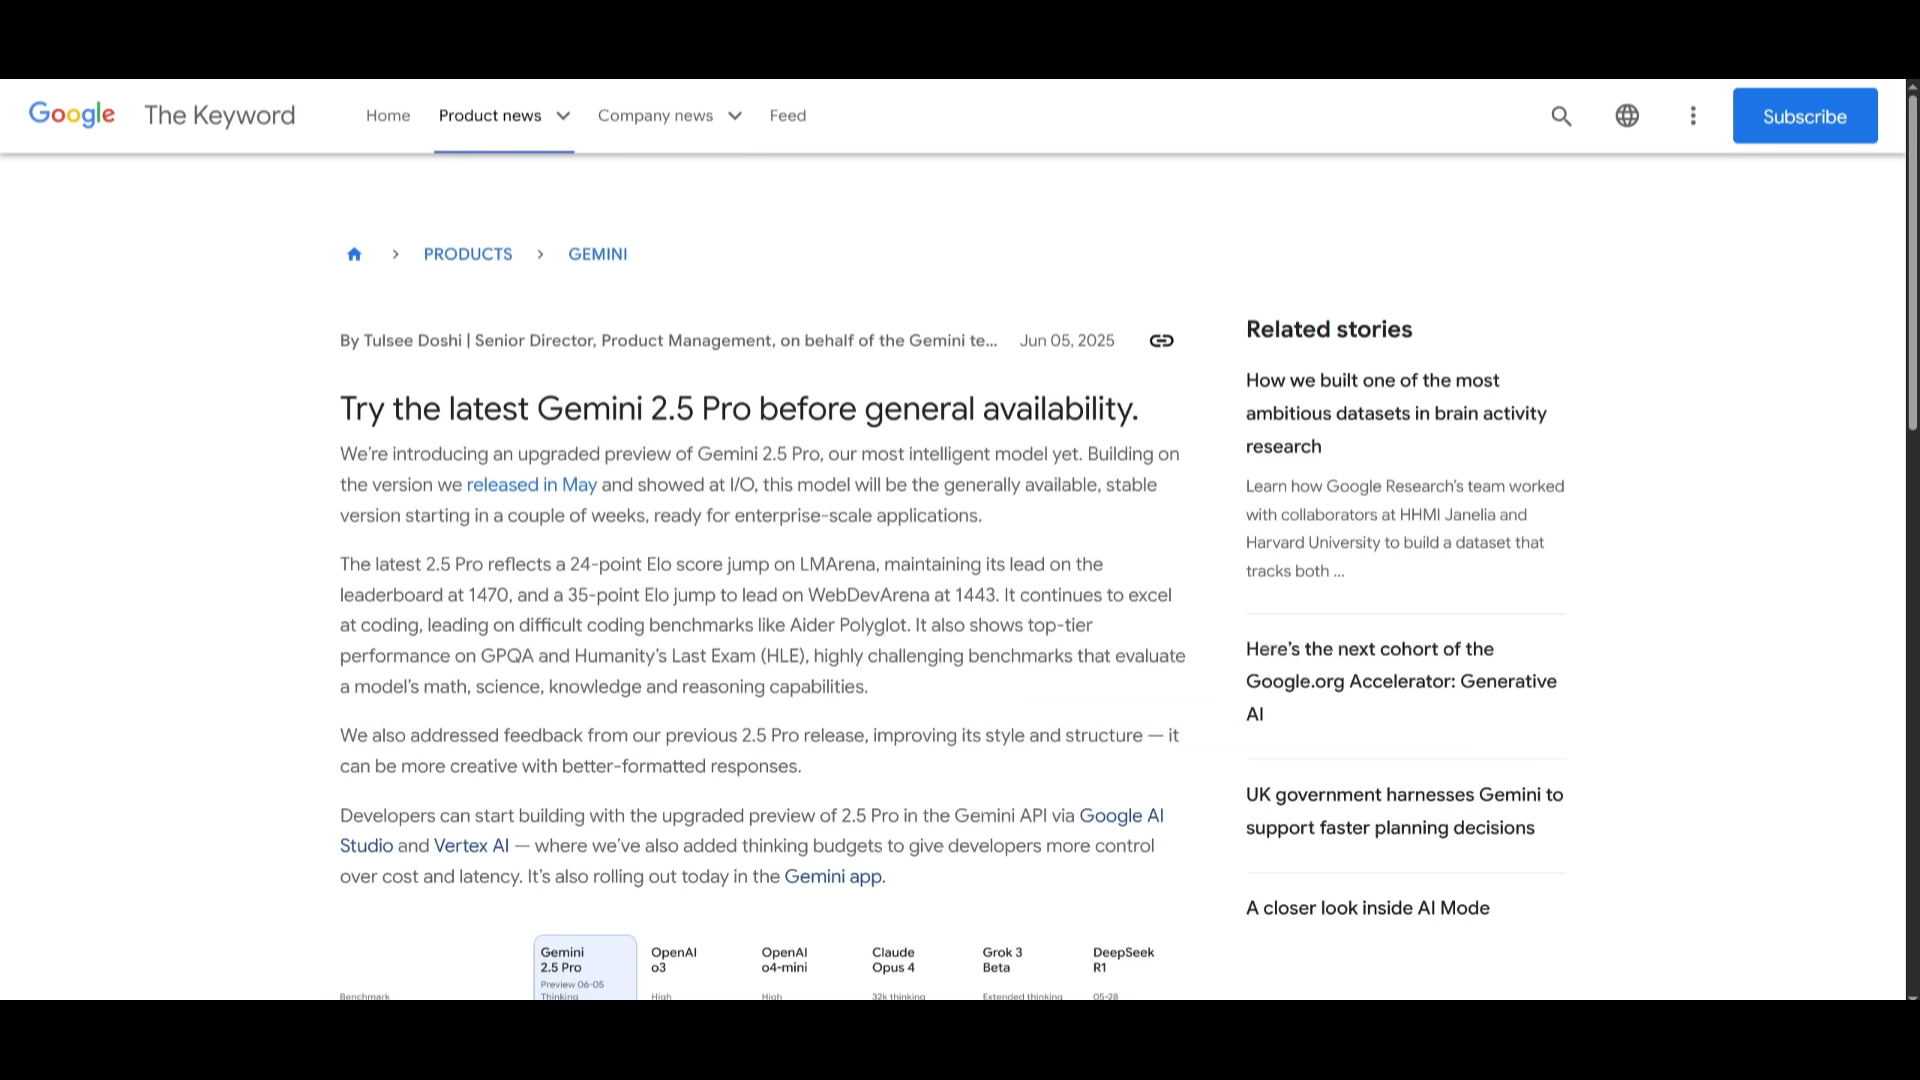 Google The Keyword Home Product news Company news Feed Subscribe
PRODUCTS > GEMINI
By Tulsee Doshi | Senior Director, Product Management, on behalf of the Gemini te... Jun 05, 2025
Try the latest Gemini 2.5 Pro before general availability.
We're introducing an upgraded preview of Gemini 2.5 Pro, our most intelligent model yet. Building on
the version we released in May and showed at I/O, this model will be the generally available, stable
version starting in a couple of weeks, ready for enterprise-scale applications.
The latest 2.5 Pro reflects a 24-point Elo score jump on LMArena, maintaining its lead on the
leaderboard at 1470, and a 35-point Elo jump to lead on WebDevArena at 1443. It continues to excel
at coding, leading on difficult coding benchmarks like Aider Polyglot. It also shows top-tier
performance on GPQA and Humanity's Last Exam (HLE), highly challenging benchmarks that evaluate
a model's math, science, knowledge and reasoning capabilities.
We also addressed feedback from our previous 2.5 Pro release, improving its style and structure — it
can be more creative with better-formatted responses.
Developers can start building with the upgraded preview of 2.5 Pro in the Gemini API via Google AI
Studio and Vertex AI — where we've also added thinking budgets to give developers more control
over cost and latency. It's also rolling out today in the Gemini app.
Gemini OpenAI OpenAI Claude Grok 3 DeepSeek
2.5 Pro o3 o4-mini Opus 4 Beta R1
Preview 06-05
Benchmark Thinking High High 32k thinking Extended thinking 05-28
Related stories
How we built one of the most
ambitious datasets in brain activity
research
Learn how Google Research's team worked
with collaborators at HHMI Janelia and
Harvard University to build a dataset that
tracks both ...
Here's the next cohort of the
Google.org Accelerator: Generative
AI
UK government harnesses Gemini to
support faster planning decisions
A closer look inside AI Mode